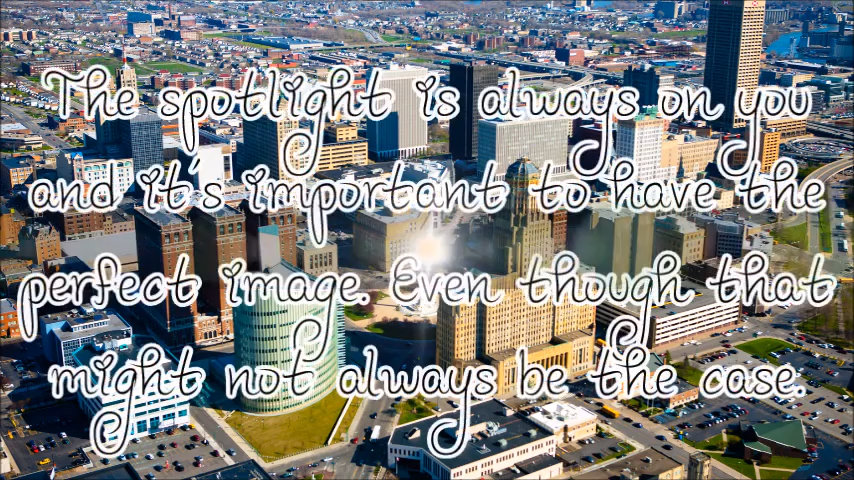 The spotlight is always on you
and it's important to have the
perfect image. Even though that
might not always be the case.